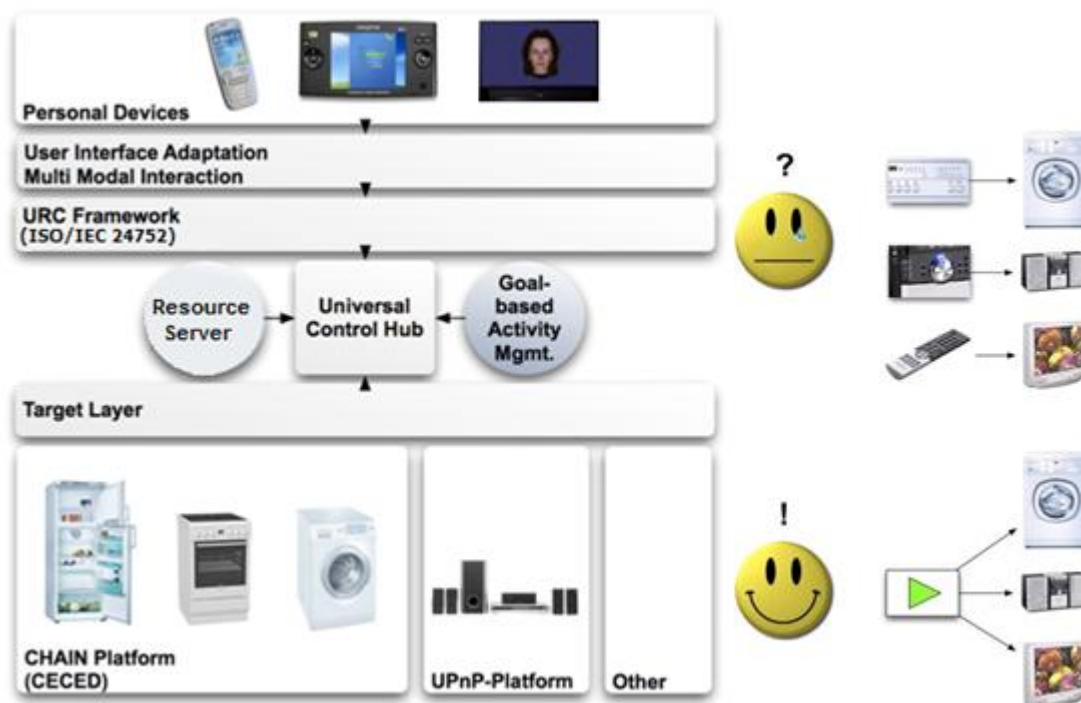 Personal Devices
User Interface Adaptation
Multi Modal Interaction
URC Framework
(ISO/IEC 24752)
Resource
Server
Universal
Control Hub
Goal-
based
Activity
Mgmt.
Target Layer
CHAIN Platform
(CECED)
UPnP-Platform
Other
?
!